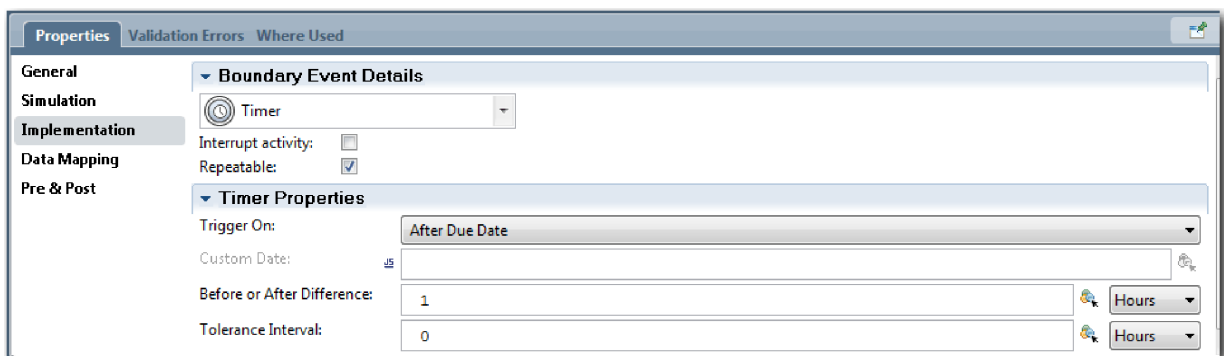 Properties Validation Errors Where Used
General
Simulation
Implementation
Data Mapping
Pre & Post
Boundary Event Details
Timer
Interrupt activity:
Repeatable:
Timer Properties
Trigger On: After Due Date
Custom Date: JS
Before or After Difference: 1 Hours
Tolerance Interval: 0 Hours